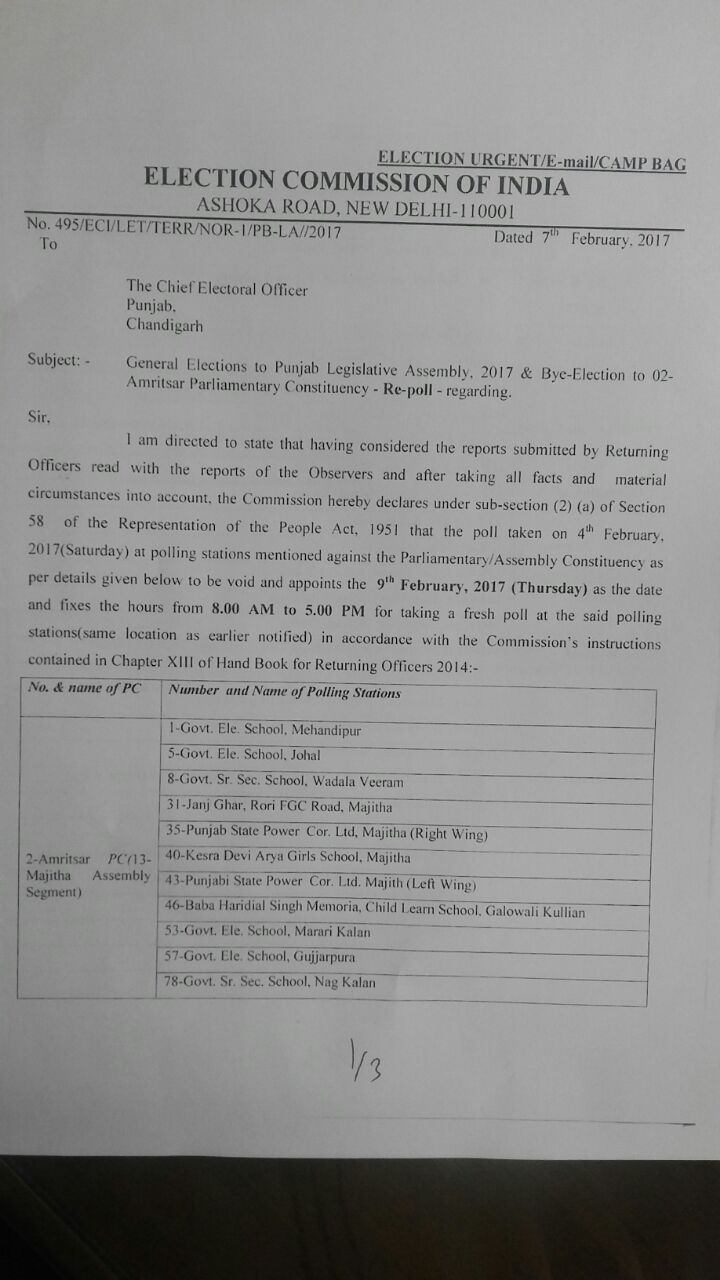 ELECTION URGENT/E-mail/CAMP BAG
ELECTION COMMISSION OF INDIA
ASHOKA ROAD, NEW DELHI-110001
No. 495/ECI/LET/TERR/NOR-I/PB-LA//2017 Dated 7th February, 2017
To
The Chief Electoral Officer
Punjab,
Chandigarh
Subject: - General Elections to Punjab Legislative Assembly, 2017 & Bye-Election to 02-
Amritsar Parliamentary Constituency - Re-poll - regarding.
Sir,
I am directed to state that having considered the reports submitted by Returning
Officers read with the reports of the Observers and after taking all facts and material
circumstances into account, the Commission hereby declares under sub-section (2) (a) of Section
58 of the Representation of the People Act, 1951 that the poll taken on 4th February,
2017(Saturday) at polling stations mentioned against the Parliamentary/Assembly Constituency as
per details given below to be void and appoints the 9th February, 2017 (Thursday) as the date
and fixes the hours from 8.00 AM to 5.00 PM for taking a fresh poll at the said polling
stations(same location as earlier notified) in accordance with the Commission's instructions
contained in Chapter XIII of Hand Book for Returning Officers 2014:-
No. & name of PC Number and Name of Polling Stations
2-Amritsar PC(13-
Majitha Assembly
Segment)
1-Govt. Ele. School, Mehandipur
5-Govt. Ele. School, Johal
8-Govt. Sr. Sec. School, Wadala Veeram
31-Janj Ghar, Rori FGC Road, Majitha
35-Punjab State Power Cor. Ltd, Majitha (Right Wing)
40-Kesra Devi Arya Girls School, Majitha
43-Punjabi State Power Cor. Ltd. Majith (Left Wing)
46-Baba Haridial Singh Memoria, Child Learn School, Galowali Kullian
53-Govt. Ele. School, Marari Kalan
57-Govt. Ele. School, Gujjarpura
78-Govt. Sr. Sec. School, Nag Kalan
1/3